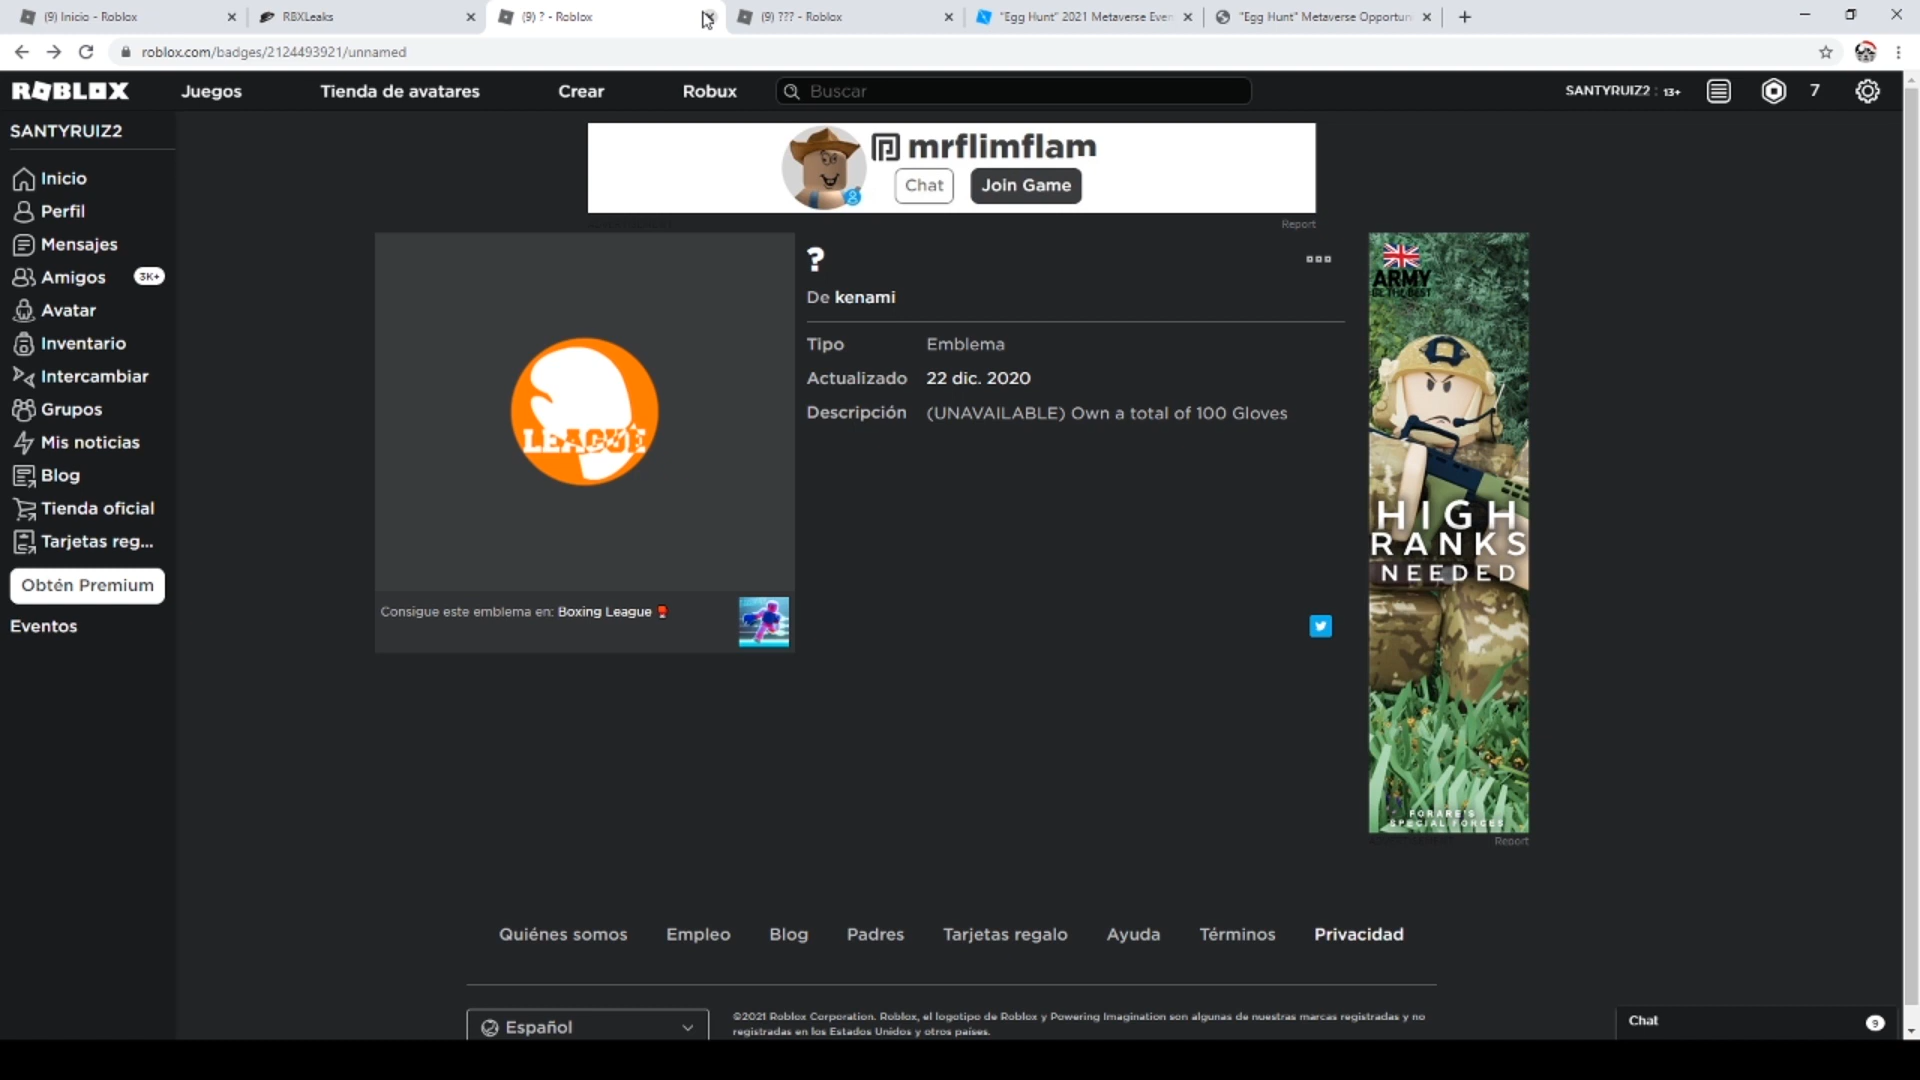 (9) Inicio - Roblox
RBXLeaks
(9) ? - Roblox
(9) ??? - Roblox
"Egg Hunt" 2021 Metaverse Even
"Egg Hunt" Metaverse Opportun
roblox.com/badges/2124493921/unnamed
ROBLOX
Juegos
Tienda de avatares
Crear
Robux
Buscar
SANTYRUIZ2 : 13+
7
SANTYRUIZ2
Inicio
Perfil
Mensajes
Amigos
3K+
Avatar
Inventario
Intercambiar
Grupos
Mis noticias
Blog
Tienda oficial
Tarjetas reg...
Obtén Premium
Eventos
mrflimflam
Chat
Join Game
Report
LEAGUE
Consigue este emblema en: Boxing League
?
De kenami
Tipo Emblema
Actualizado 22 dic. 2020
Descripción (UNAVAILABLE) Own a total of 100 Gloves
ARMY
BE THE BEST
HIGH
RANKS
NEEDED
FORARE'S
SPECIAL FORCES
Report
Quiénes somos
Empleo
Blog
Padres
Tarjetas regalo
Ayuda
Términos
Privacidad
Español
©2021 Roblox Corporation. Roblox, el logotipo de Roblox y Powering Imagination son algunas de nuestras marcas registradas y no
registradas en los Estados Unidos y otros países.
Chat
9